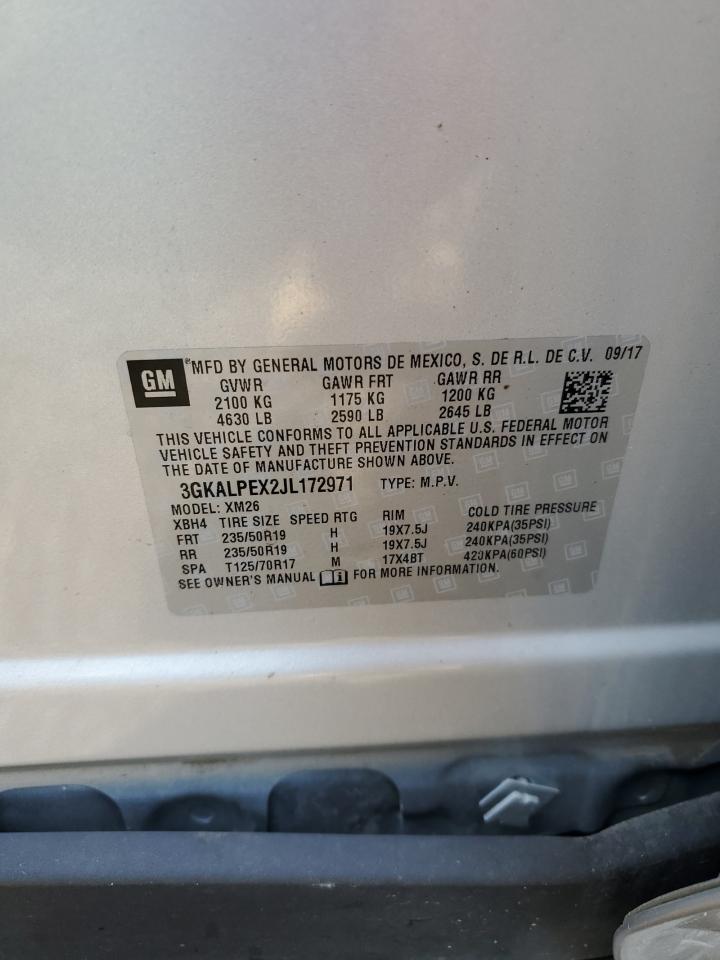 GM *MFD BY GENERAL MOTORS DE MEXICO, S. DE R.L. DE C.V. 09/17
GVWR GAWR FRT GAWR RR
2100 KG 1175 KG 1200 KG
4630 LB 2590 LB 2645 LB
THIS VEHICLE CONFORMS TO ALL APPLICABLE U.S. FEDERAL MOTOR
VEHICLE SAFETY AND THEFT PREVENTION STANDARDS IN EFFECT ON
THE DATE OF MANUFACTURE SHOWN ABOVE.
3GKALPEX2JL172971 TYPE: M.P.V.
MODEL: XM26
XBH4 TIRE SIZE SPEED RTG RIM COLD TIRE PRESSURE
FRT 235/50R19 H 19X7.5J 240KPA(35PSI)
RR 235/50R19 H 19X7.5J 240KPA(35PSI)
SPA T125/70R17 M 17X4BT 420KPA(60PSI)
SEE OWNER'S MANUAL FOR MORE INFORMATION.